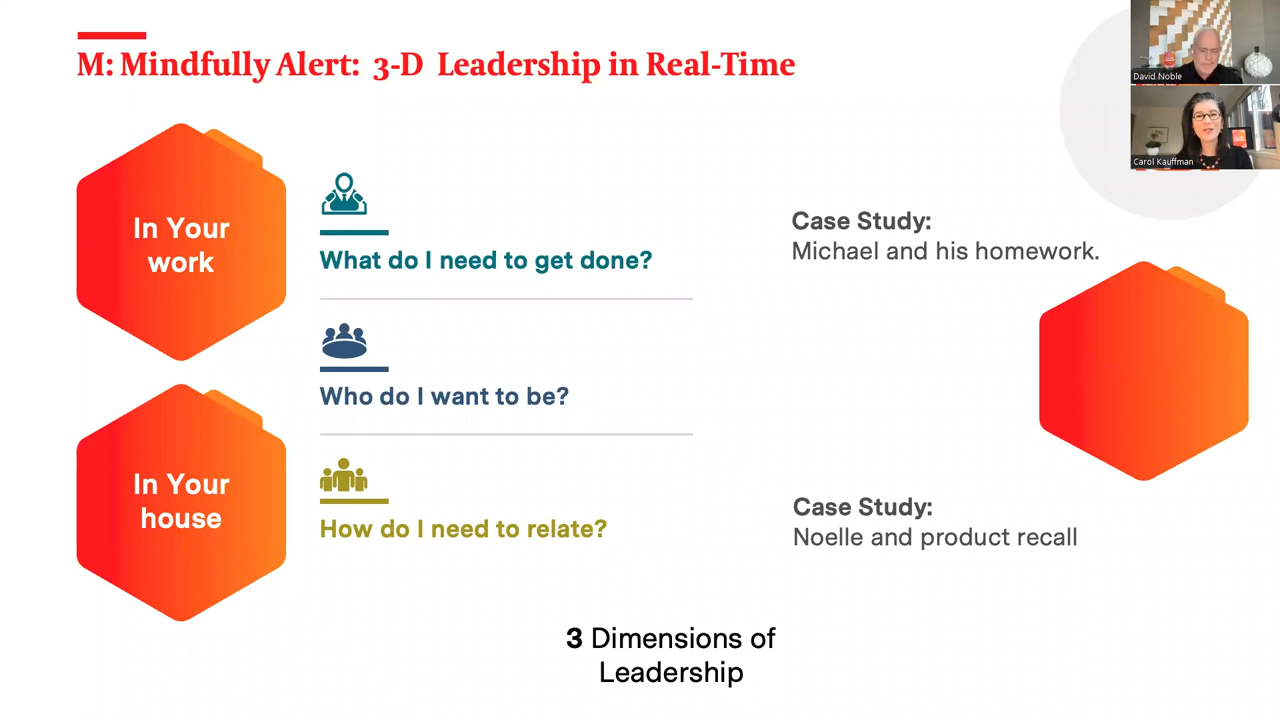 M: Mindfully Alert: 3-D Leadership in Real-Time
David Noble
Carol Kauffman
In Your
work
What do I need to get done?
Case Study:
Michael and his homework.
Who do I want to be?
In Your
house
How do I need to relate?
Case Study:
Noelle and product recall
3 Dimensions of
Leadership